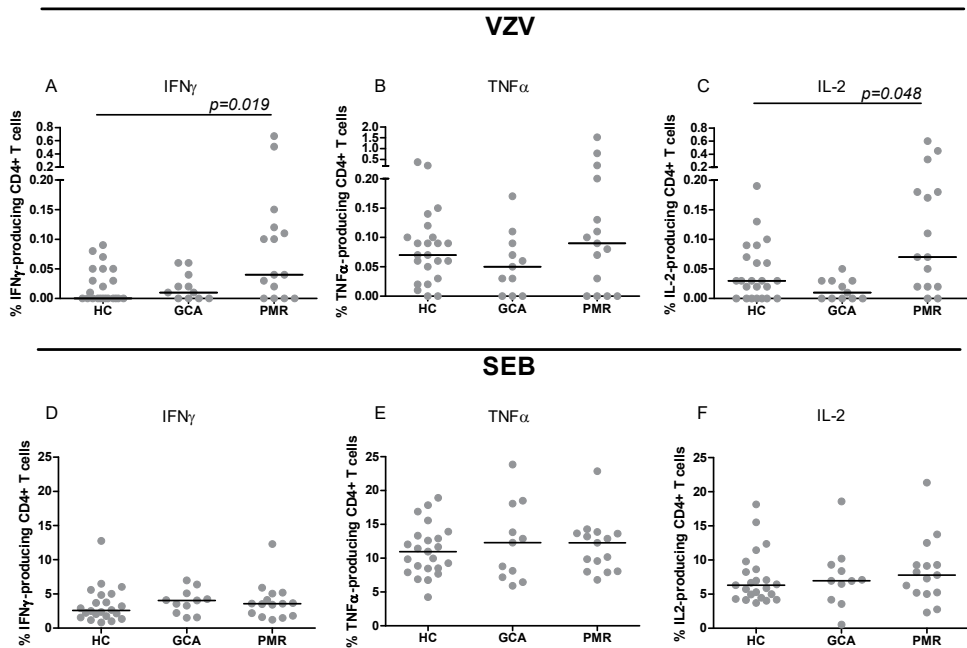 VZV
A IFNγ
p=0.019
% IFNγ-producing CD4+ T cells
0.8
0.6
0.4
0.2
0.20
0.15
0.10
0.05
0.00
HC GCA PMR
B TNFα
% TNFα-producing CD4+ T cells
2.0
1.5
1.0
0.5
0.20
0.15
0.10
0.05
0.00
HC GCA PMR
C IL-2
p=0.048
% IL-2-producing CD4+ T cells
0.8
0.6
0.4
0.2
0.20
0.15
0.10
0.05
0.00
HC GCA PMR
SEB
D IFNγ
% IFNγ-producing CD4+ T cells
25
20
15
10
5
0
HC GCA PMR
E TNFα
% TNFα-producing CD4+ T cells
25
20
15
10
5
0
HC GCA PMR
F IL-2
% IL2-producing CD4+ T cells
25
20
15
10
5
0
HC GCA PMR